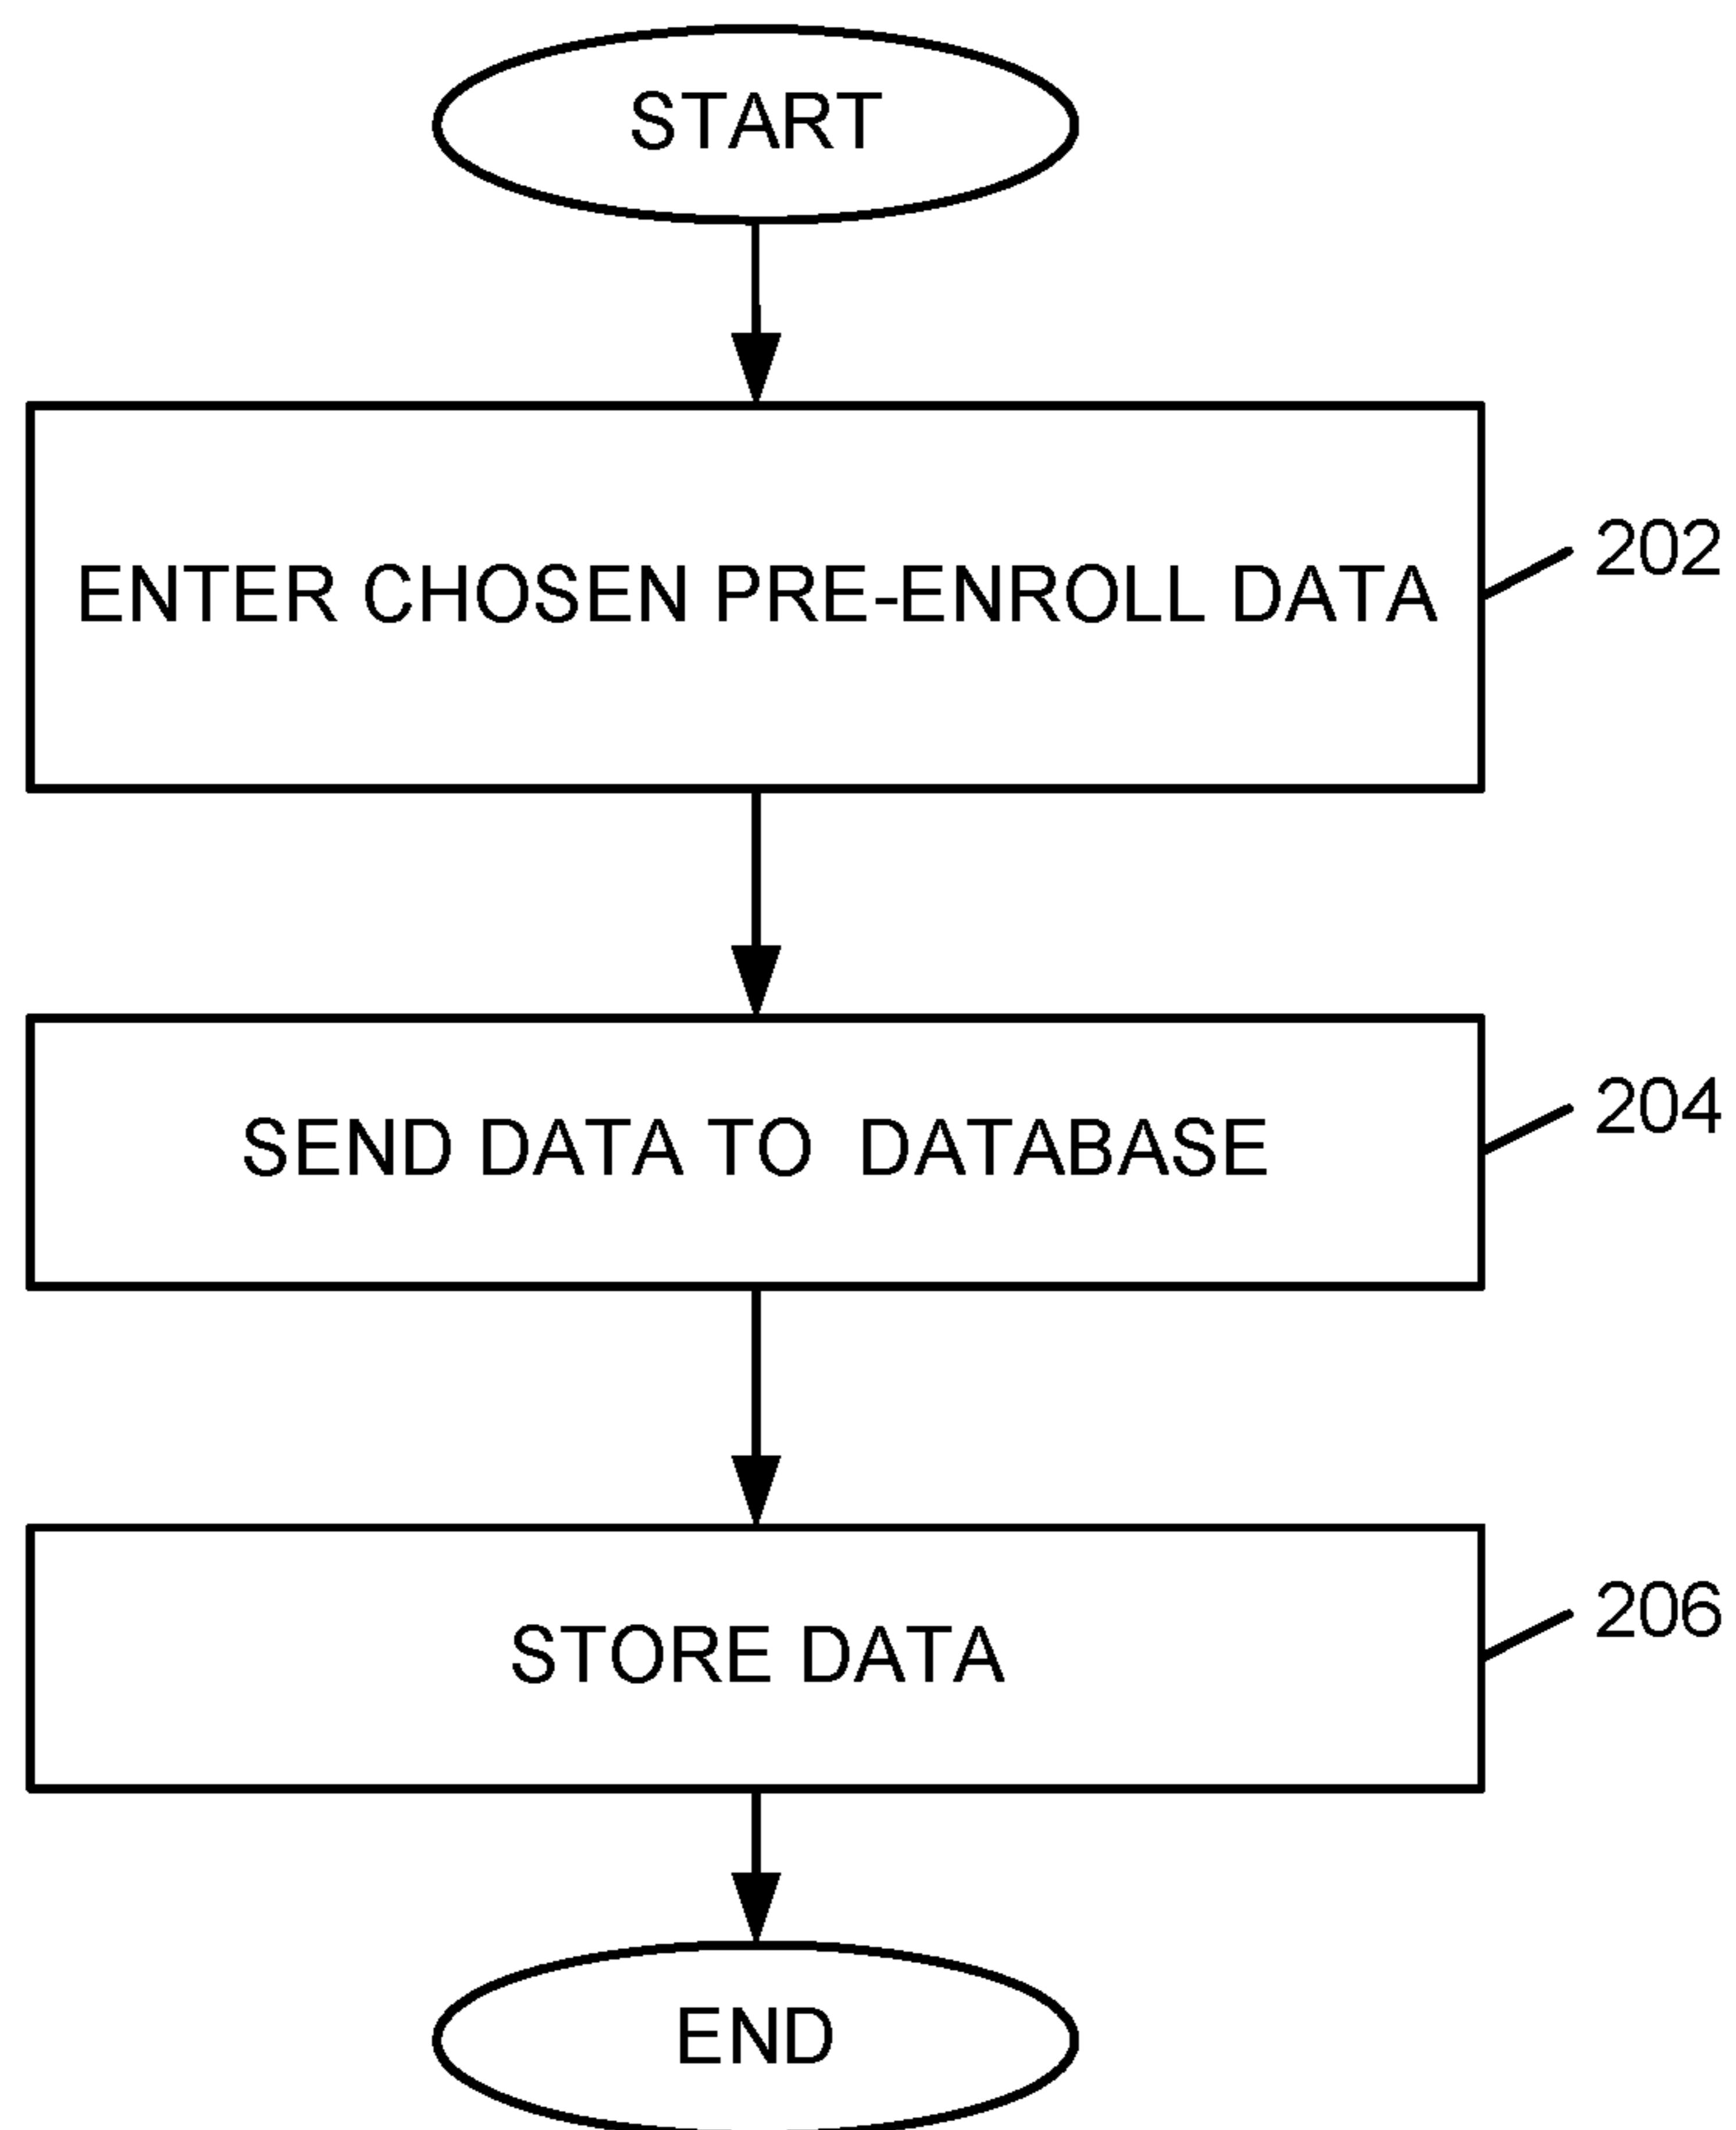 START
ENTER CHOSEN PRE-ENROLL DATA
202
SEND DATA TO DATABASE
204
STORE DATA
206
END